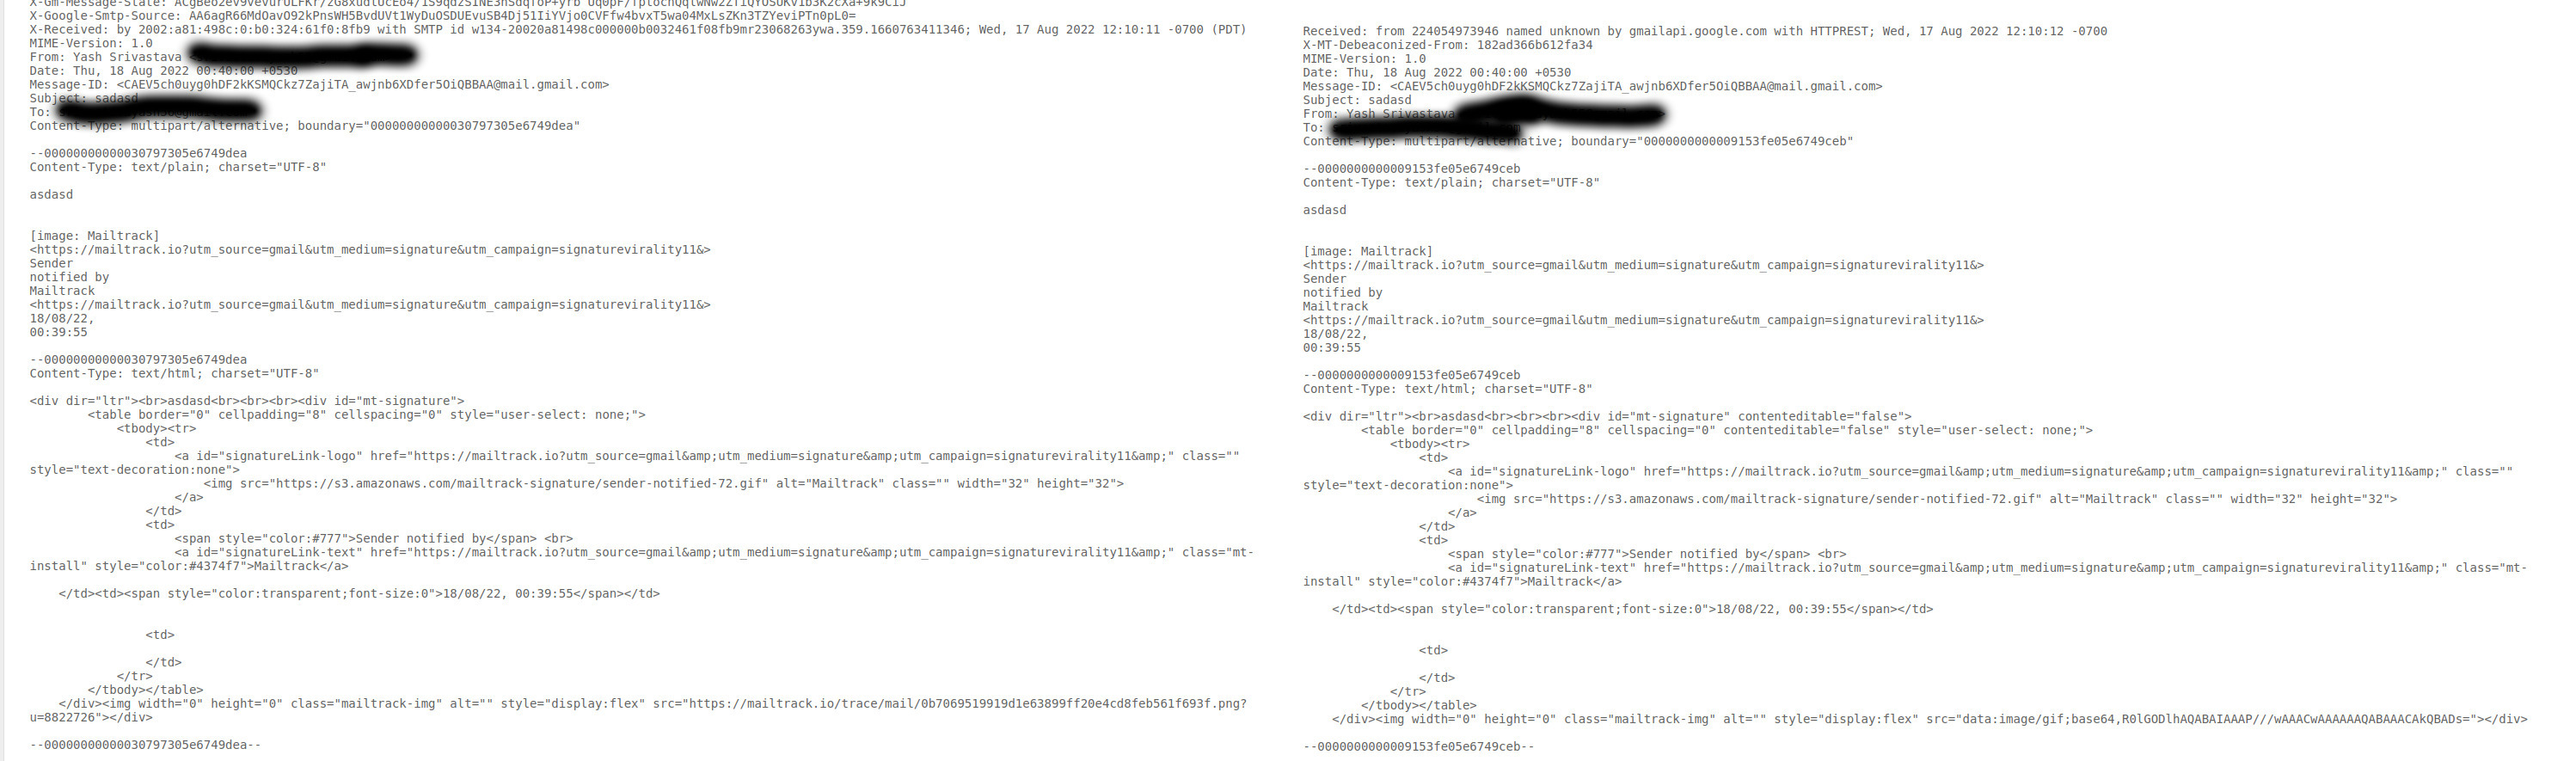 X-Google-Smtp-Source: AA6agR66MdOavO92kPnsWH5BvdUVt1WyDuOSDUEvuSB4Dj51IiYVjo0CVFfw4bvxT5wa04MxLsZKn3TZYeviPTn0pL0=
X-Received: by 2002:a81:498c:0:b0:324:61f0:8fb9 with SMTP id w134-20020a81498c000000b0032461f08fb9mr23068263ywa.359.1660763411346; Wed, 17 Aug 2022 12:10:11 -0700 (PDT)
MIME-Version: 1.0
From: Yash Srivastava
Date: Thu, 18 Aug 2022 00:40:00 +0530
Message-ID: <CAEV5ch0uyg0hDF2kKSMQCkz7ZajiTA_awjnb6XDfer5OiQBBAA@mail.gmail.com>
Subject: sadasd
To:
Content-Type: multipart/alternative; boundary="00000000000030797305e6749dea"

--00000000000030797305e6749dea
Content-Type: text/plain; charset="UTF-8"

asdasd

[image: Mailtrack]
<https://mailtrack.io?utm_source=gmail&utm_medium=signature&utm_campaign=signaturevirality11&>
Sender
notified by
Mailtrack
<https://mailtrack.io?utm_source=gmail&utm_medium=signature&utm_campaign=signaturevirality11&>
18/08/22,
00:39:55

--00000000000030797305e6749dea
Content-Type: text/html; charset="UTF-8"

<div dir="ltr"><br>asdasd<br><br><br><div id="mt-signature">
<table border="0" cellpadding="8" cellspacing="0" style="user-select: none;">
<tbody><tr>
<td>
<a id="signatureLink-logo" href="https://mailtrack.io?utm_source=gmail&amp;utm_medium=signature&amp;utm_campaign=signaturevirality11&amp;" class=""
style="text-decoration:none">
<img src="https://s3.amazonaws.com/mailtrack-signature/sender-notified-72.gif" alt="Mailtrack" class="" width="32" height="32">
</a>
</td>
<td>
<span style="color:#777">Sender notified by</span> <br>
<a id="signatureLink-text" href="https://mailtrack.io?utm_source=gmail&amp;utm_medium=signature&amp;utm_campaign=signaturevirality11&amp;" class="mt-
install" style="color:#4374f7">Mailtrack</a>

</td><td><span style="color:transparent;font-size:0">18/08/22, 00:39:55</span></td>

<td>

</td>
</tr>
</tbody></table>
</div><img width="0" height="0" class="mailtrack-img" alt="" style="display:flex" src="https://mailtrack.io/trace/mail/0b7069519919d1e63899ff20e4cd8feb561f693f.png?
u=8822726"></div>

--00000000000030797305e6749dea--

Received: from 224054973946 named unknown by gmailapi.google.com with HTTPREST; Wed, 17 Aug 2022 12:10:12 -0700
X-MT-Debeaconized-From: 182ad366b612fa34
MIME-Version: 1.0
Date: Thu, 18 Aug 2022 00:40:00 +0530
Message-ID: <CAEV5ch0uyg0hDF2kKSMQCkz7ZajiTA_awjnb6XDfer5OiQBBAA@mail.gmail.com>
Subject: sadasd
From: Yash Srivastava
To:
Content-Type: multipart/alternative; boundary="0000000000009153fe05e6749ceb"

--0000000000009153fe05e6749ceb
Content-Type: text/plain; charset="UTF-8"

asdasd

[image: Mailtrack]
<https://mailtrack.io?utm_source=gmail&utm_medium=signature&utm_campaign=signaturevirality11&>
Sender
notified by
Mailtrack
<https://mailtrack.io?utm_source=gmail&utm_medium=signature&utm_campaign=signaturevirality11&>
18/08/22,
00:39:55

--0000000000009153fe05e6749ceb
Content-Type: text/html; charset="UTF-8"

<div dir="ltr"><br>asdasd<br><br><br><div id="mt-signature" contenteditable="false">
<table border="0" cellpadding="8" cellspacing="0" contenteditable="false" style="user-select: none;">
<tbody><tr>
<td>
<a id="signatureLink-logo" href="https://mailtrack.io?utm_source=gmail&amp;utm_medium=signature&amp;utm_campaign=signaturevirality11&amp;" class=""
style="text-decoration:none">
<img src="https://s3.amazonaws.com/mailtrack-signature/sender-notified-72.gif" alt="Mailtrack" class="" width="32" height="32">
</a>
</td>
<td>
<span style="color:#777">Sender notified by</span> <br>
<a id="signatureLink-text" href="https://mailtrack.io?utm_source=gmail&amp;utm_medium=signature&amp;utm_campaign=signaturevirality11&amp;" class="mt-
install" style="color:#4374f7">Mailtrack</a>

</td><td><span style="color:transparent;font-size:0">18/08/22, 00:39:55</span></td>

<td>

</td>
</tr>
</tbody></table>
</div><img width="0" height="0" class="mailtrack-img" alt="" style="display:flex" src="data:image/gif;base64,R0lGODlhAQABAIAAAP///wAAACwAAAAAAQABAAACAkQBADs="></div>

--0000000000009153fe05e6749ceb--